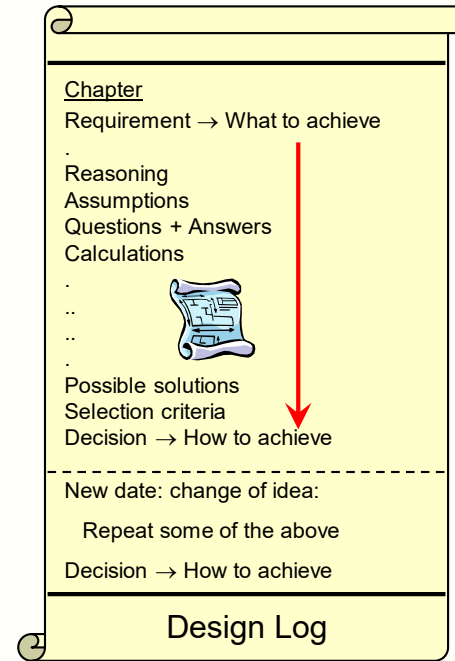 Chapter
Requirement → What to achieve
.
Reasoning
Assumptions
Questions + Answers
Calculations
.
..
..
.
Possible solutions
Selection criteria
Decision → How to achieve
New date: change of idea:
Repeat some of the above
Decision → How to achieve
Design Log